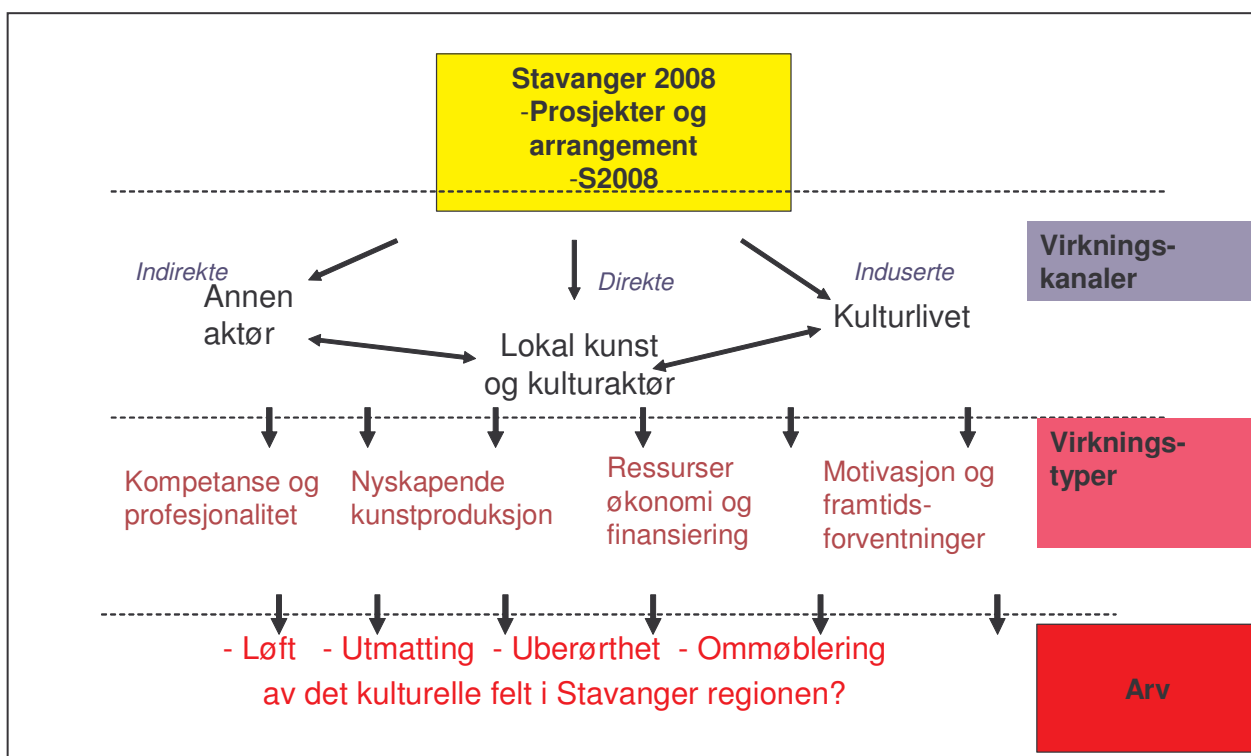 Stavanger 2008
-Prosjekter og
arrangement
-S2008
Virknings-
kanaler
Indirekte
Annen
aktør
Direkte
Induserte
Kulturlivet
Lokal kunst
og kulturaktør
Virknings-
typer
Kompetanse og
profesjonalitet
Nyskapende
kunstproduksjon
Ressurser
økonomi og
finansiering
Motivasjon og
framtids-
forventninger
- Løft - Utmatting - Uberørthet - Ommøblering
av det kulturelle felt i Stavanger regionen?
Arv